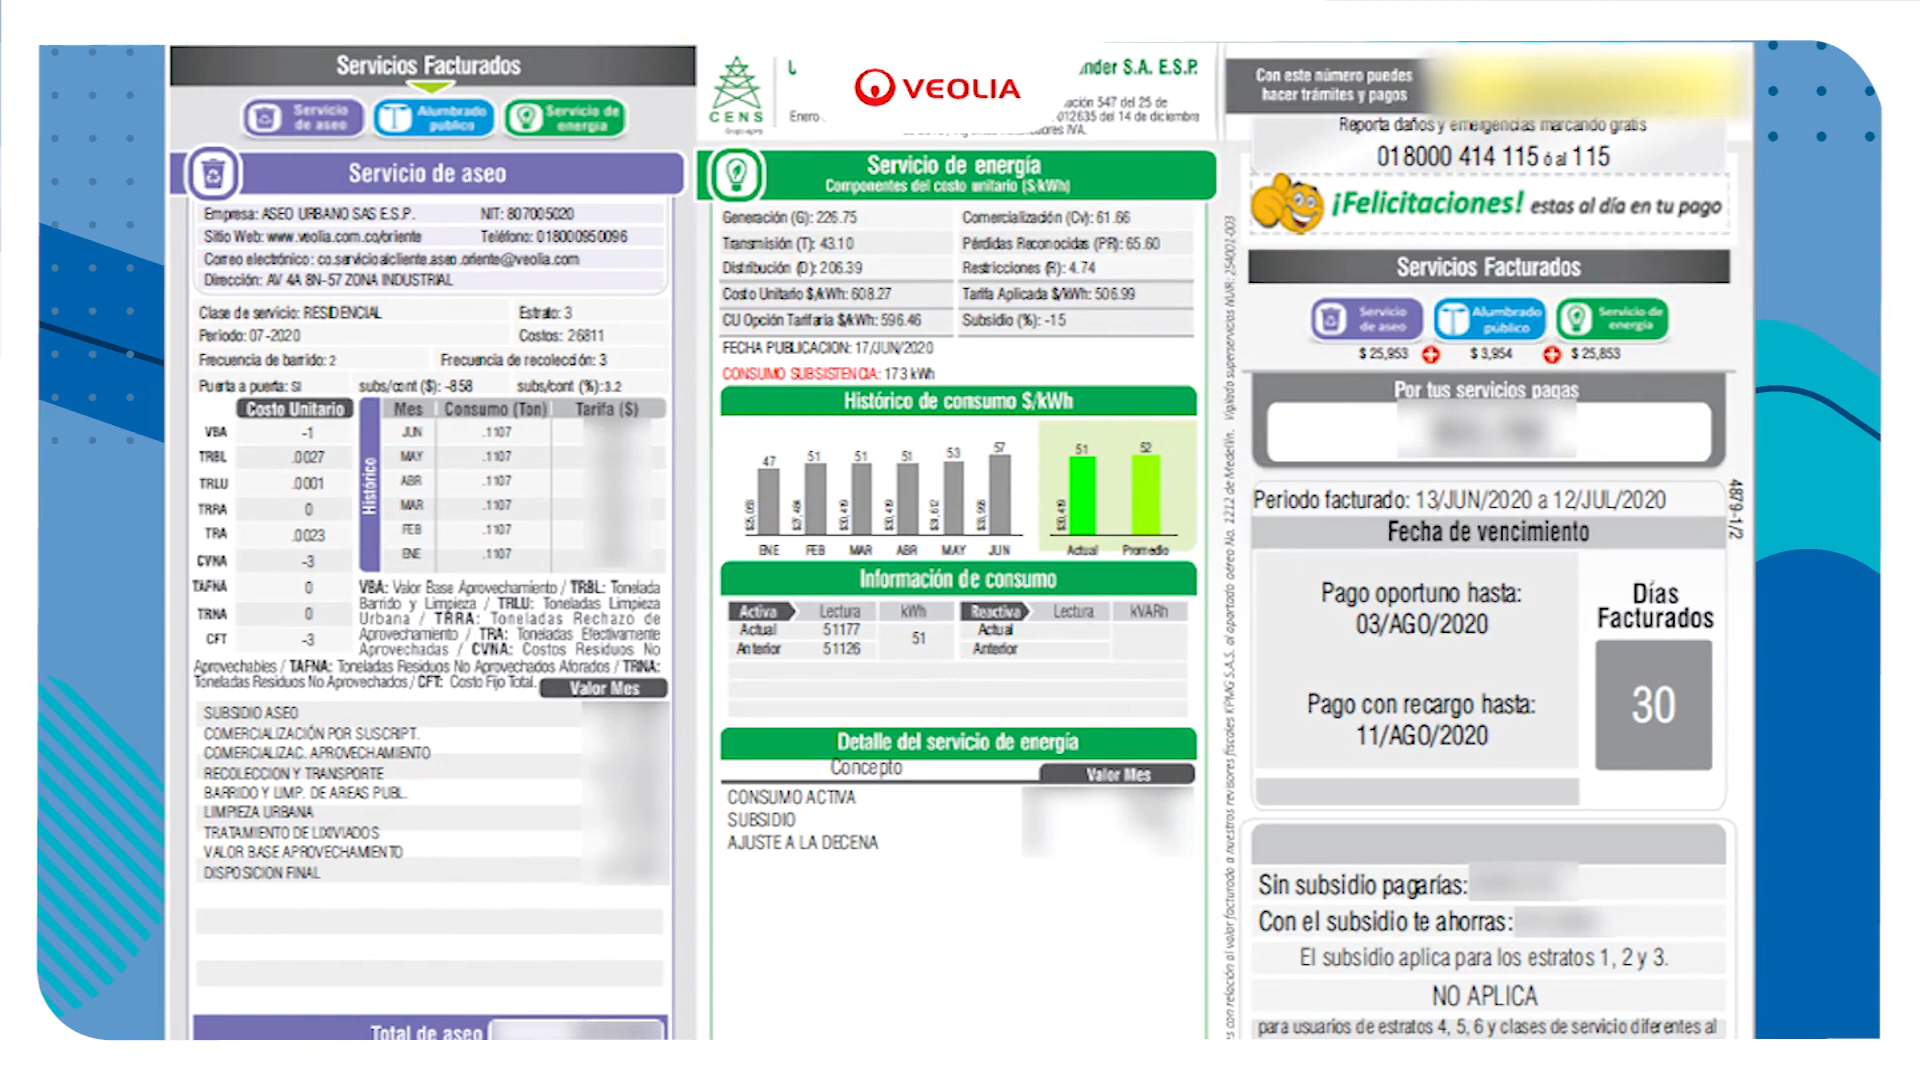 Servicios Facturados
Servicio de aseo
Alumbrado público
Servicio de energía
Servicio de aseo
Empresa: ASEO URBANO SAS E.S.P. NIT: 807005020
Sitio Web: www.veolia.com.co/oriente Teléfono: 018000950096
Correo electrónico: co.servicioalcliente.aseo.oriente@veolia.com
Dirección: AV 4A 8N-57 ZONA INDUSTRIAL
Clase de servicio: RESIDENCIAL Estrato: 3
Periodo: 07-2020 Costos: 26811
Frecuencia de barrido: 2 Frecuencia de recolección: 3
Puerta a puerta: SI subs/cont ($): -858 subs/cont (%):3.2
Costo Unitario
VBA -1
TRBL .0027
TRLU .0001
TRRA 0
TRA .0023
CVNA -3
TAFNA 0
TRNA 0
CFT -3
Histórico
Mes Consumo (Ton) Tarifa ($)
JUN .1107
MAY .1107
ABR .1107
MAR .1107
FEB .1107
ENE .1107
VBA: Valor Base Aprovechamiento / TRBL: Tonelada
Barrido y Limpieza / TRLU: Toneladas Limpieza
Urbana / TRRA: Toneladas Rechazo de
Aprovechamiento / TRA: Toneladas Efectivamente
Aprovechadas / CVNA: Costos Residuos No
Aprovechables / TAFNA: Toneladas Residuos No Aprovechados Aforados / TRNA:
Toneladas Residuos No Aprovechados / CFT: Costo Fijo Total.
Valor Mes
SUBSIDIO ASEO
COMERCIALIZACIÓN POR SUSCRIPT.
COMERCIALIZAC. APROVECHAMIENTO
RECOLECCION Y TRANSPORTE
BARRIDO Y LIMP. DE AREAS PUBL.
LIMPIEZA URBANA
TRATAMIENTO DE LIXIVIADOS
VALOR BASE APROVECHAMIENTO
DISPOSICION FINAL
Total de aseo
CENS
Grupo·epm
VEOLIA
nder S.A. E.S.P.
Enero
ación 547 del 25 de
012635 del 14 de diciembre
ores IVA.
Servicio de energía
Componentes del costo unitario ($/kWh)
Generación (G): 226.75 Comercialización (Cv): 61.66
Transmisión (T): 43.10 Pérdidas Reconocidas (PR): 65.60
Distribución (D): 206.39 Restricciones (R): 4.74
Costo Unitario $/kWh: 608.27 Tarifa Aplicada $/kWh: 506.99
CU Opción Tarifaria $/kWh: 596.46 Subsidio (%): -15
FECHA PUBLICACION: 17/JUN/2020
CONSUMO SUBSISTENCIA: 173 kWh
Histórico de consumo $/kWh
47 51 51 51 53 57 51 52
ENE FEB MAR ABR MAY JUN Actual Promedio
Información de consumo
Activa Lectura kWh Reactiva Lectura kVARh
Actual 51177 51 Actual
Anterior 51126 Anterior
Detalle del servicio de energía
Concepto Valor Mes
CONSUMO ACTIVA
SUBSIDIO
AJUSTE A LA DECENA
Con este número puedes
hacer trámites y pagos
Reporta daños y emergencias marcando gratis
018000 414 115 ó al 115
¡Felicitaciones! estas al día en tu pago
Servicios Facturados
Servicio de aseo
Alumbrado público
Servicio de energía
$ 25,953 $ 3,954 $ 25,853
Por tus servicios pagas
Periodo facturado: 13/JUN/2020 a 12/JUL/2020
Fecha de vencimiento
Pago oportuno hasta:
03/AGO/2020
Pago con recargo hasta:
11/AGO/2020
Días
Facturados
30
4879-1/2
Sin subsidio pagarías:
Con el subsidio te ahorras:
El subsidio aplica para los estratos 1, 2 y 3.
NO APLICA
para usuarios de estratos 4, 5, 6 y clases de servicio diferentes al